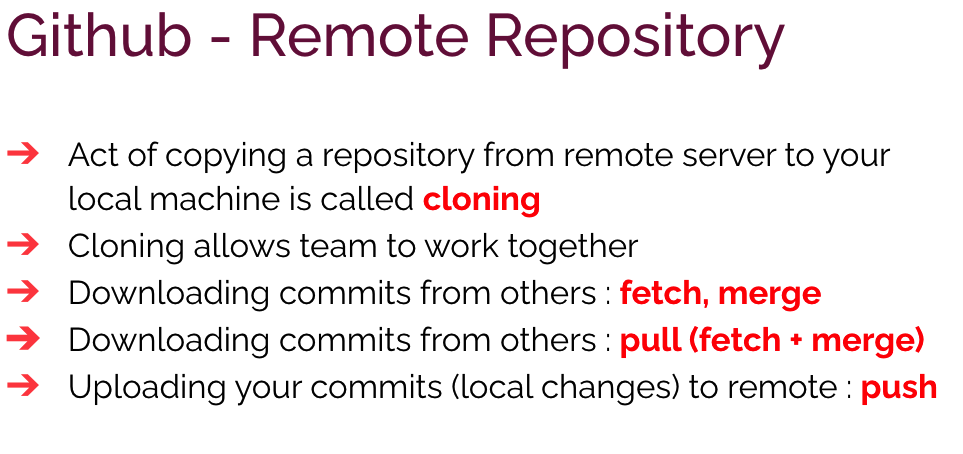 Github - Remote Repository
➔ Act of copying a repository from remote server to your
local machine is called cloning
➔ Cloning allows team to work together
➔ Downloading commits from others : fetch, merge
➔ Downloading commits from others : pull (fetch + merge)
➔ Uploading your commits (local changes) to remote : push